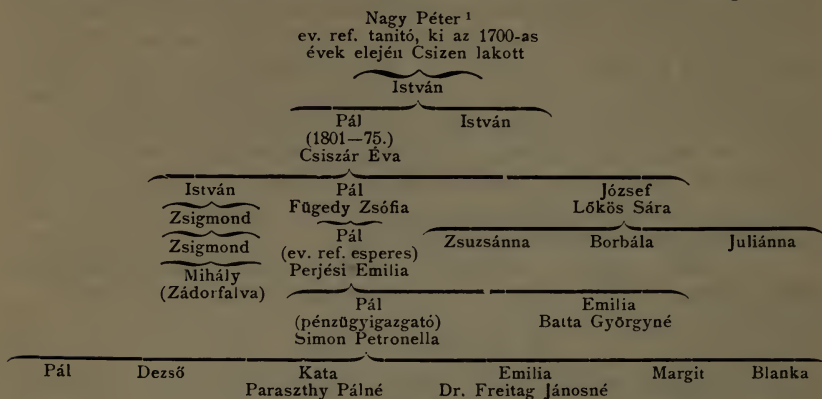 Nagy Péter ¹
ev. ref. tanitó, ki az 1700-as
évek elején Csizen lakott
István
Pál István
(1801—75.)
Csiszár Éva
István Pál József
Zsigmond Fügedy Zsófia Lőkös Sára
Zsigmond Pál Zsuzsánna Borbála Juliánna
(ev. ref. esperes)
Mihály Perjési Emilia
(Zádorfalva)
Pál Emilia
(pénzügyigazgató) Batta Györgyné
Simon Petronella
Pál Dezső Kata Emilia Margit Blanka
Paraszthy Pálné Dr. Freitag Jánosné